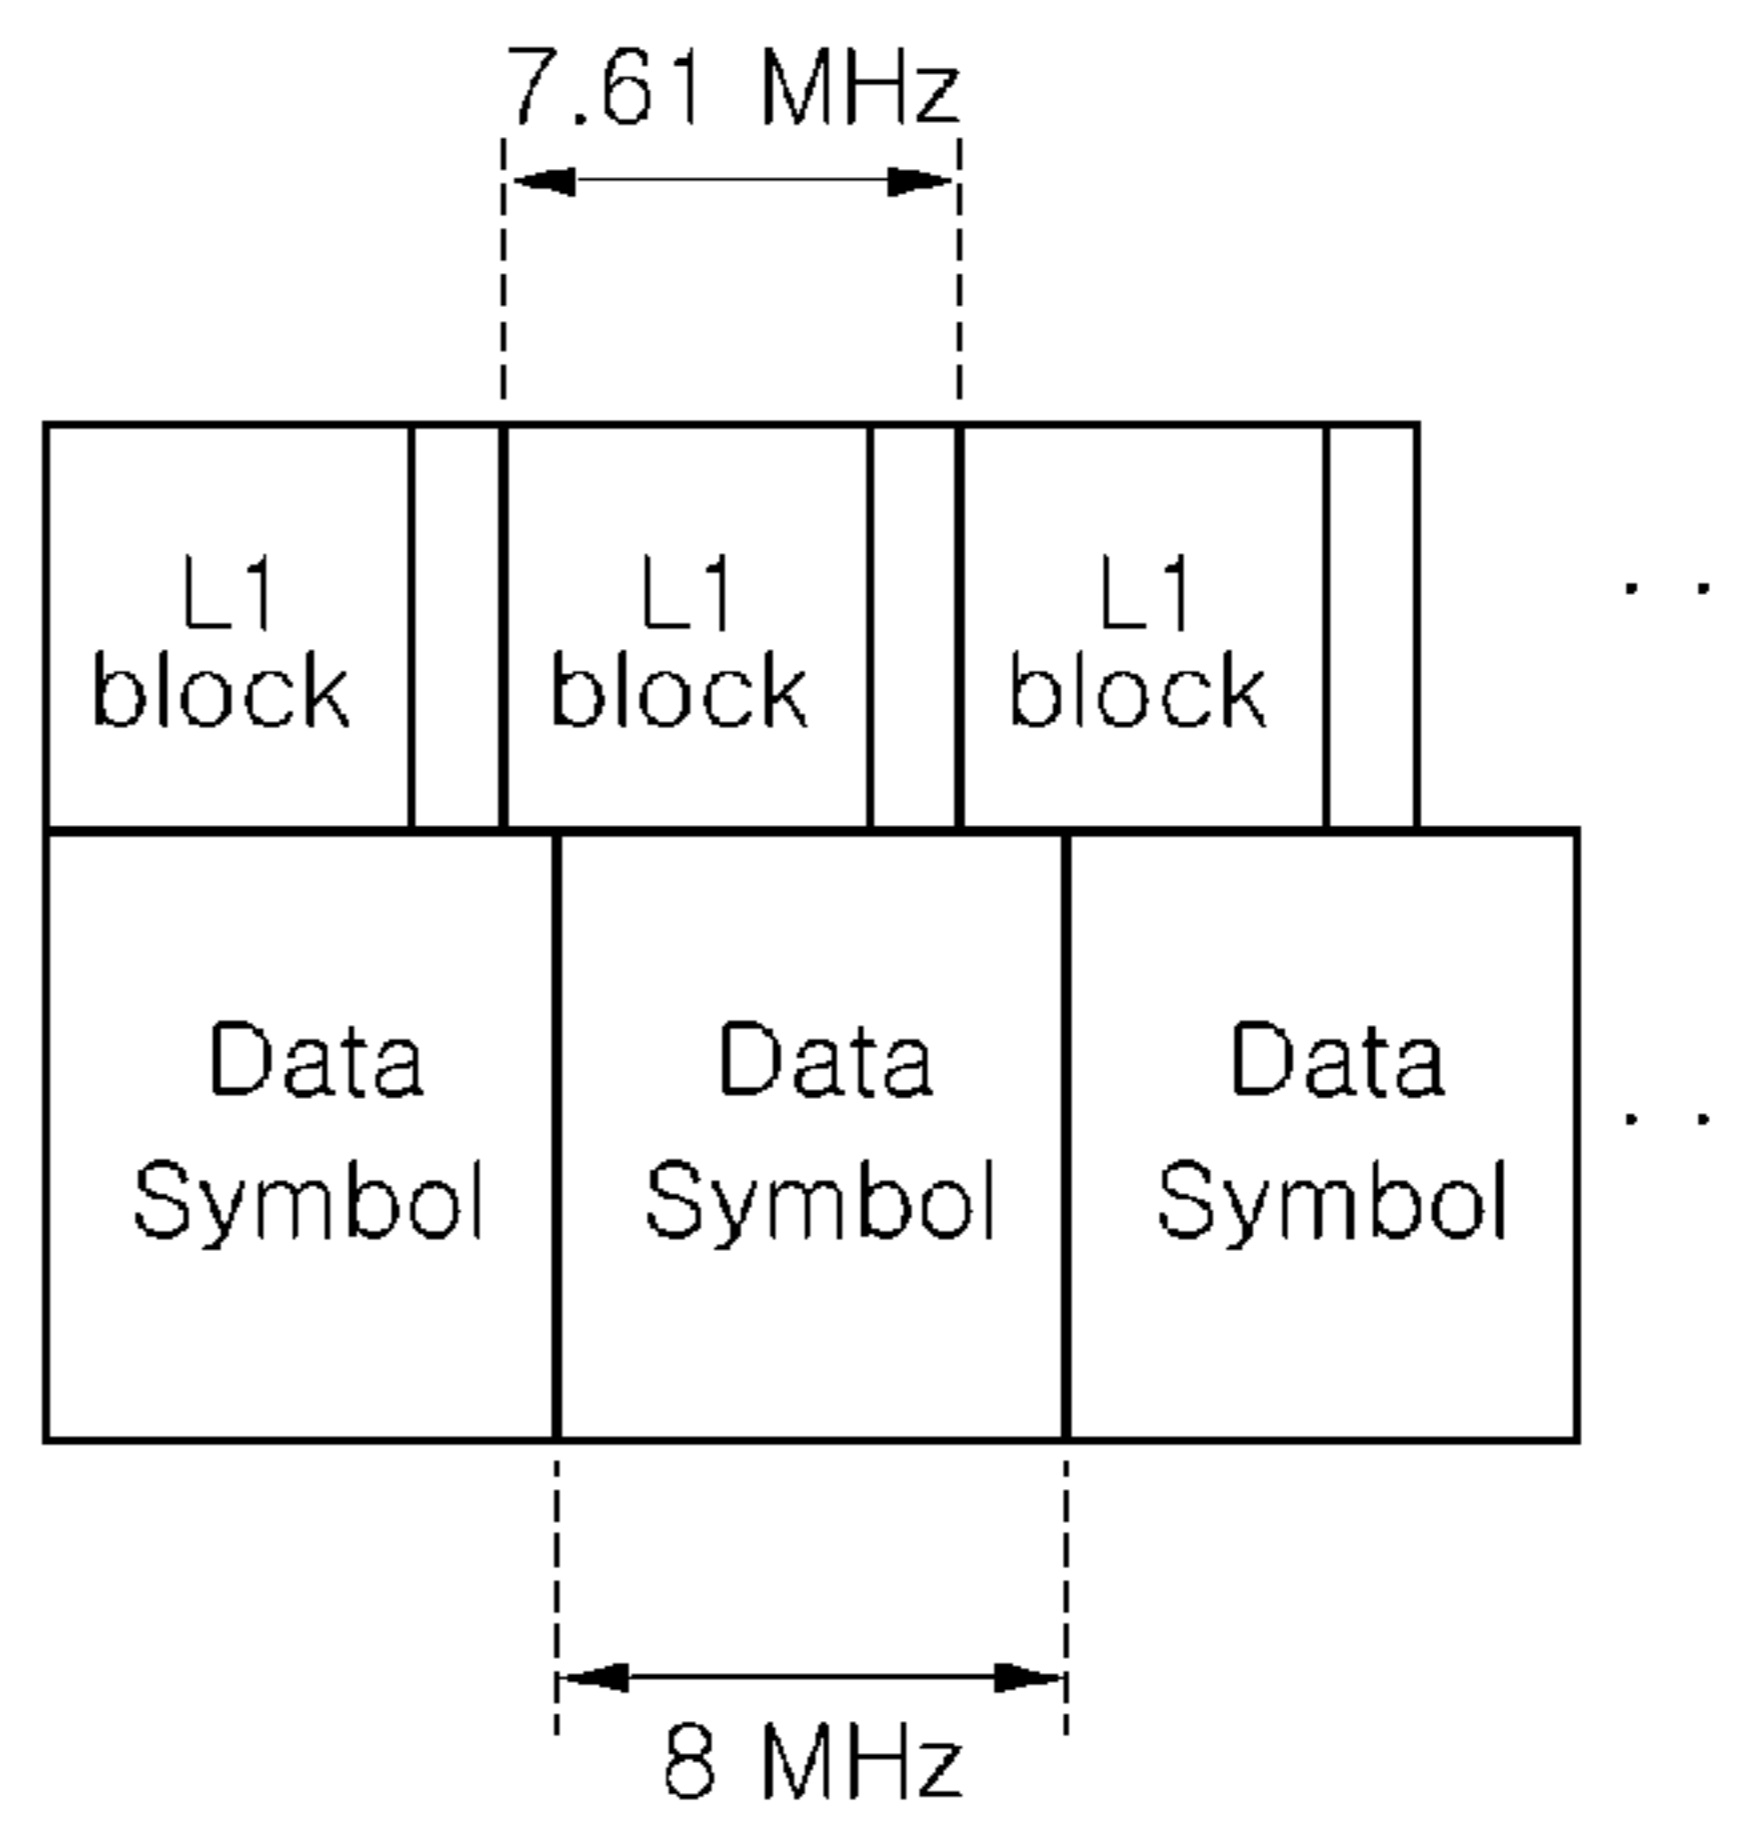 7.61 MHz
L1
block
L1
block
L1
block
. .
Data
Symbol
Data
Symbol
Data
Symbol
. .
8 MHz